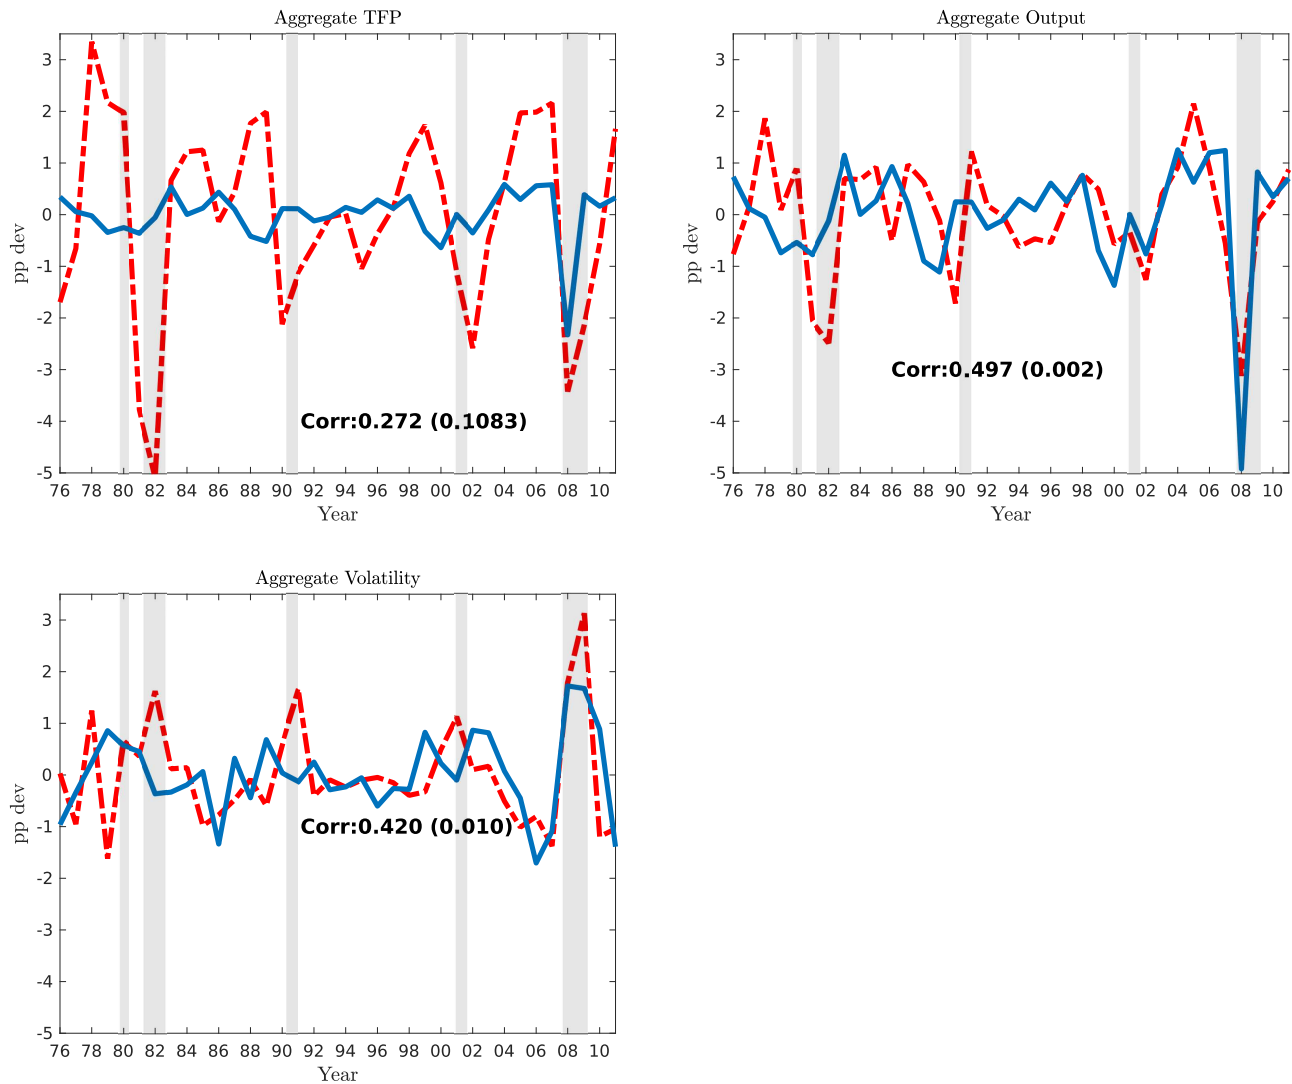 Aggregate TFP
3
2
1
0
-1
-2
-3
-4
-5
pp dev
Corr:0.272 (0.1083)
76 78 80 82 84 86 88 90 92 94 96 98 00 02 04 06 08 10
Year
Aggregate Output
3
2
1
0
-1
-2
-3
-4
-5
pp dev
Corr:0.497 (0.002)
76 78 80 82 84 86 88 90 92 94 96 98 00 02 04 06 08 10
Year
Aggregate Volatility
3
2
1
0
-1
-2
-3
-4
-5
pp dev
Corr:0.420 (0.010)
76 78 80 82 84 86 88 90 92 94 96 98 00 02 04 06 08 10
Year